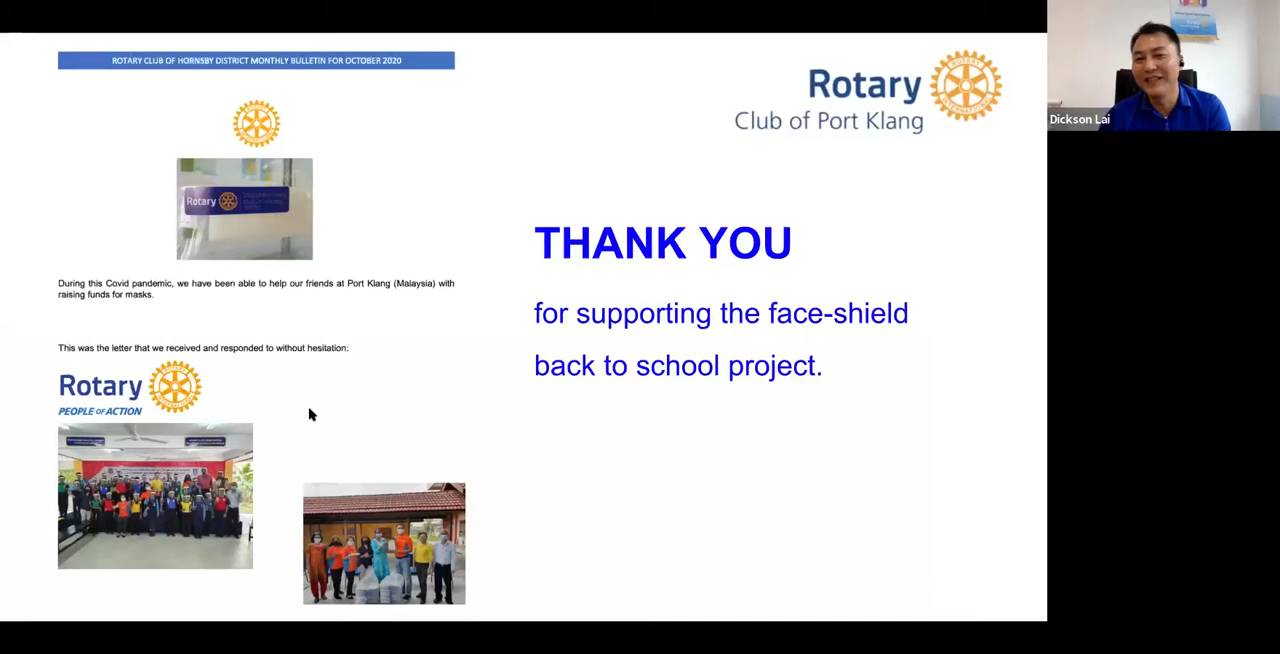 ROTARY CLUB OF HORNSBY DISTRICT MONTHLY BULLETIN FOR OCTOBER 2020
Rotary
During this Covid pandemic, we have been able to help our friends at Port Klang (Malaysia) with
raising funds for masks.
This was the letter that we received and responded to without hesitation:
Rotary
PEOPLE OF ACTION
Rotary
Club of Port Klang
THANK YOU
for supporting the face-shield
back to school project.
Dickson Lai